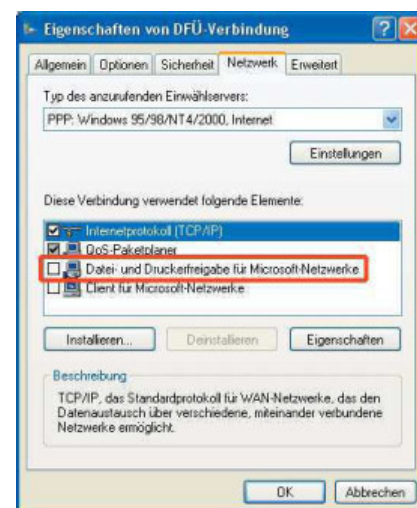 Eigenschaften von DFÜ-Verbindung
Allgemein Optionen Sicherheit Netzwerk Erweitert
Typ des anzurufenden Einwählservers:
PPP: Windows 95/98/NT4/2000, Internet
Einstellungen
Diese Verbindung verwendet folgende Elemente:
Internetprotokoll (TCP/IP)
QoS-Paketplaner
Datei- und Druckerfreigabe für Microsoft-Netzwerke
Client für Microsoft-Netzwerke
Installieren... Deinstallieren Eigenschaften
Beschreibung
TCP/IP, das Standardprotokoll für WAN-Netzwerke, das den
Datenaustausch über verschiedene, miteinander verbundene
Netzwerke ermöglicht.
OK Abbrechen